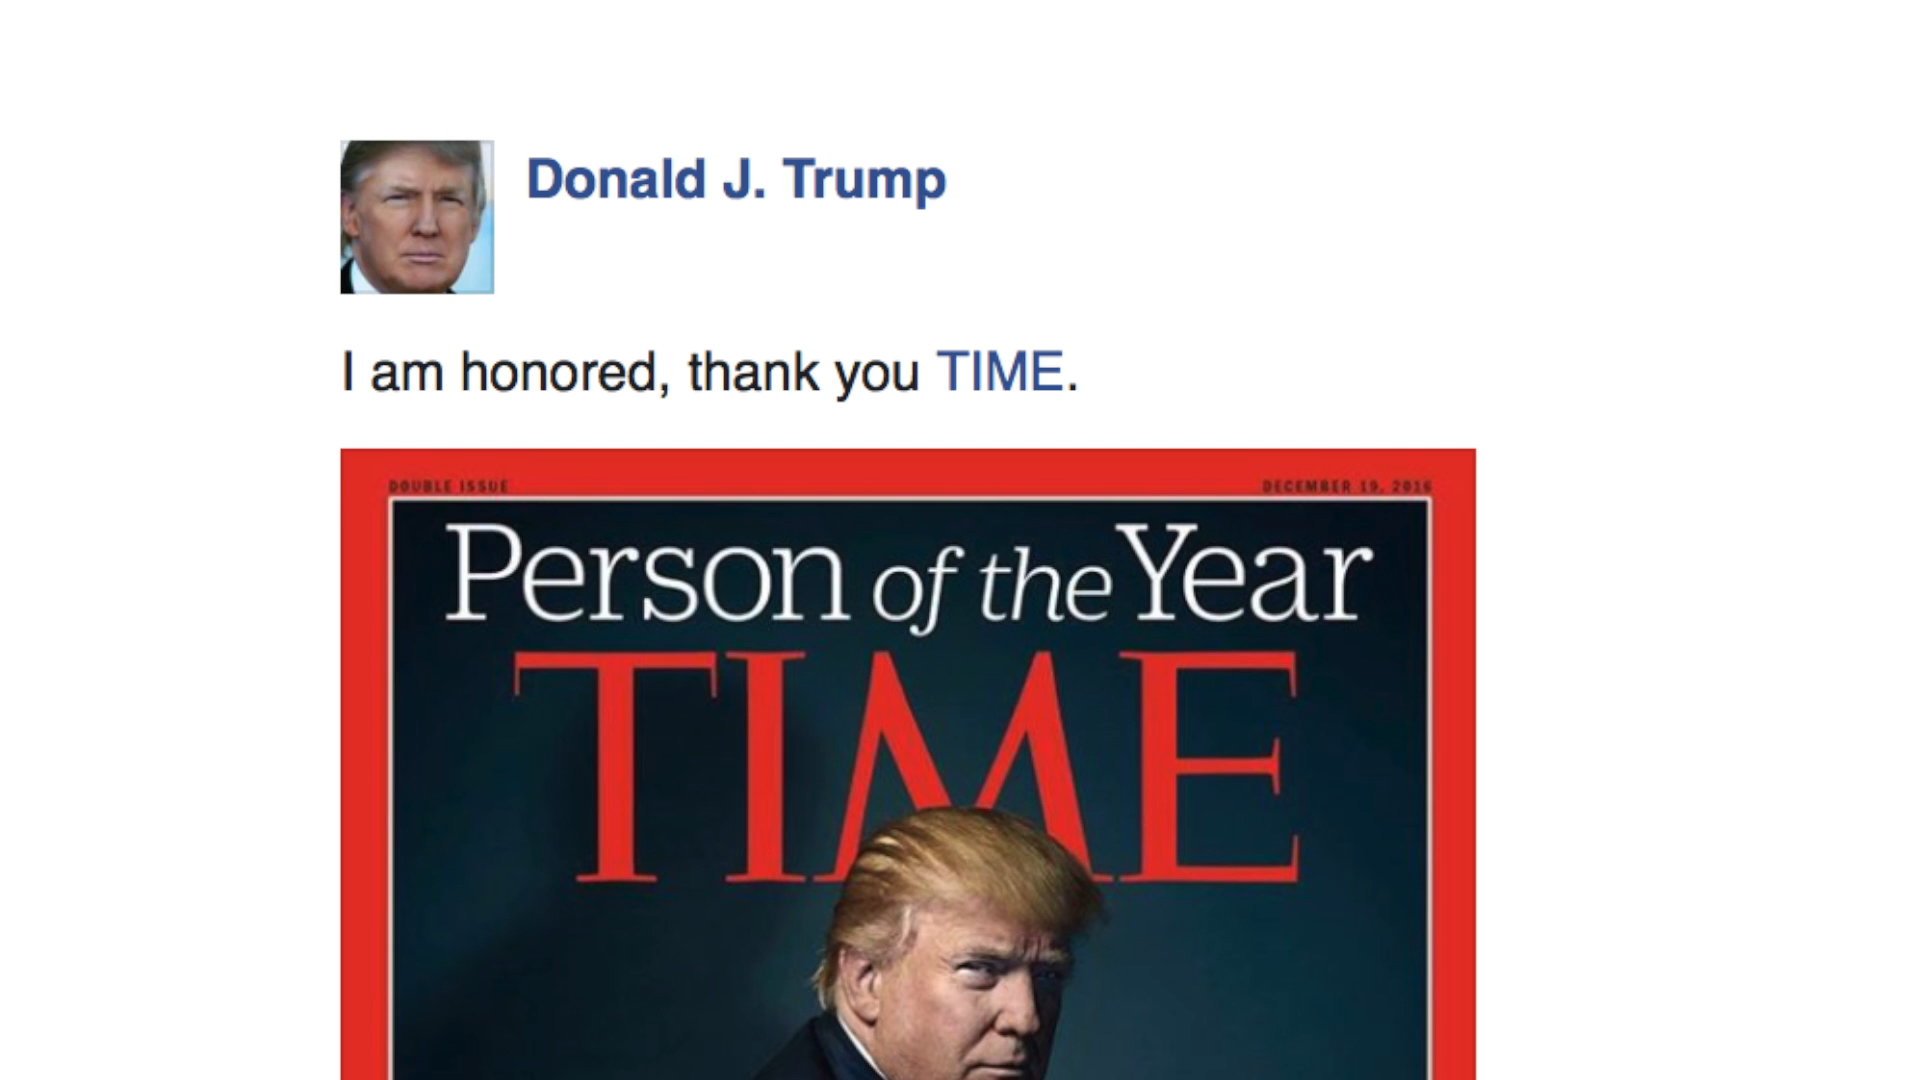 Donald J. Trump
I am honored, thank you TIME.
DOUBLE ISSUE
DECEMBER 19, 2016
Person of the Year
TIME